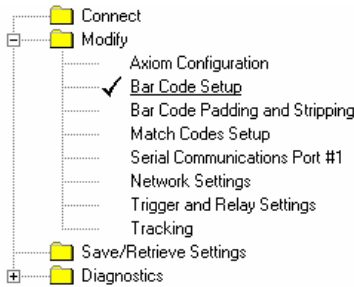 Connect
Modify
Axiom Configuration
Bar Code Setup
Bar Code Padding and Stripping
Match Codes Setup
Serial Communications Port #1
Network Settings
Trigger and Relay Settings
Tracking
Save/Retrieve Settings
Diagnostics